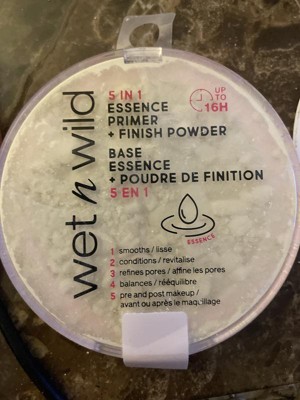 wet n wild
5 IN 1
ESSENCE
PRIMER
+ FINISH POWDER
UP
TO
16H
BASE
ESSENCE
+ POUDRE DE FINITION
5 EN 1
ESSENCE
1 smooths / lisse
2 conditions / revitalise
3 refines pores / affine les pores
4 balances / rééquilibre
5 pre and post makeup /
avant ou après le maquillage